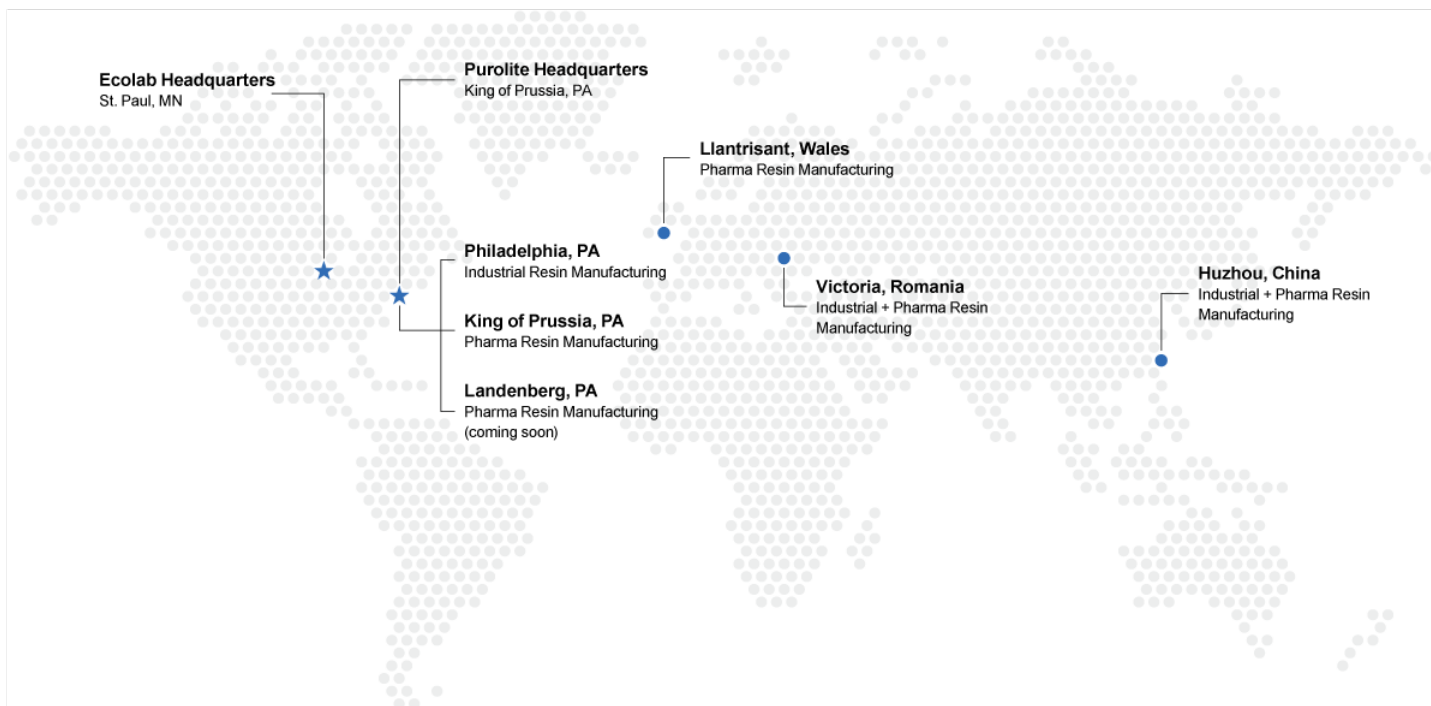 Ecolab Headquarters
St. Paul, MN
Purolite Headquarters
King of Prussia, PA
Llantrisant, Wales
Pharma Resin Manufacturing
Philadelphia, PA
Industrial Resin Manufacturing
King of Prussia, PA
Pharma Resin Manufacturing
Landenberg, PA
Pharma Resin Manufacturing
(coming soon)
Victoria, Romania
Industrial + Pharma Resin
Manufacturing
Huzhou, China
Industrial + Pharma Resin
Manufacturing